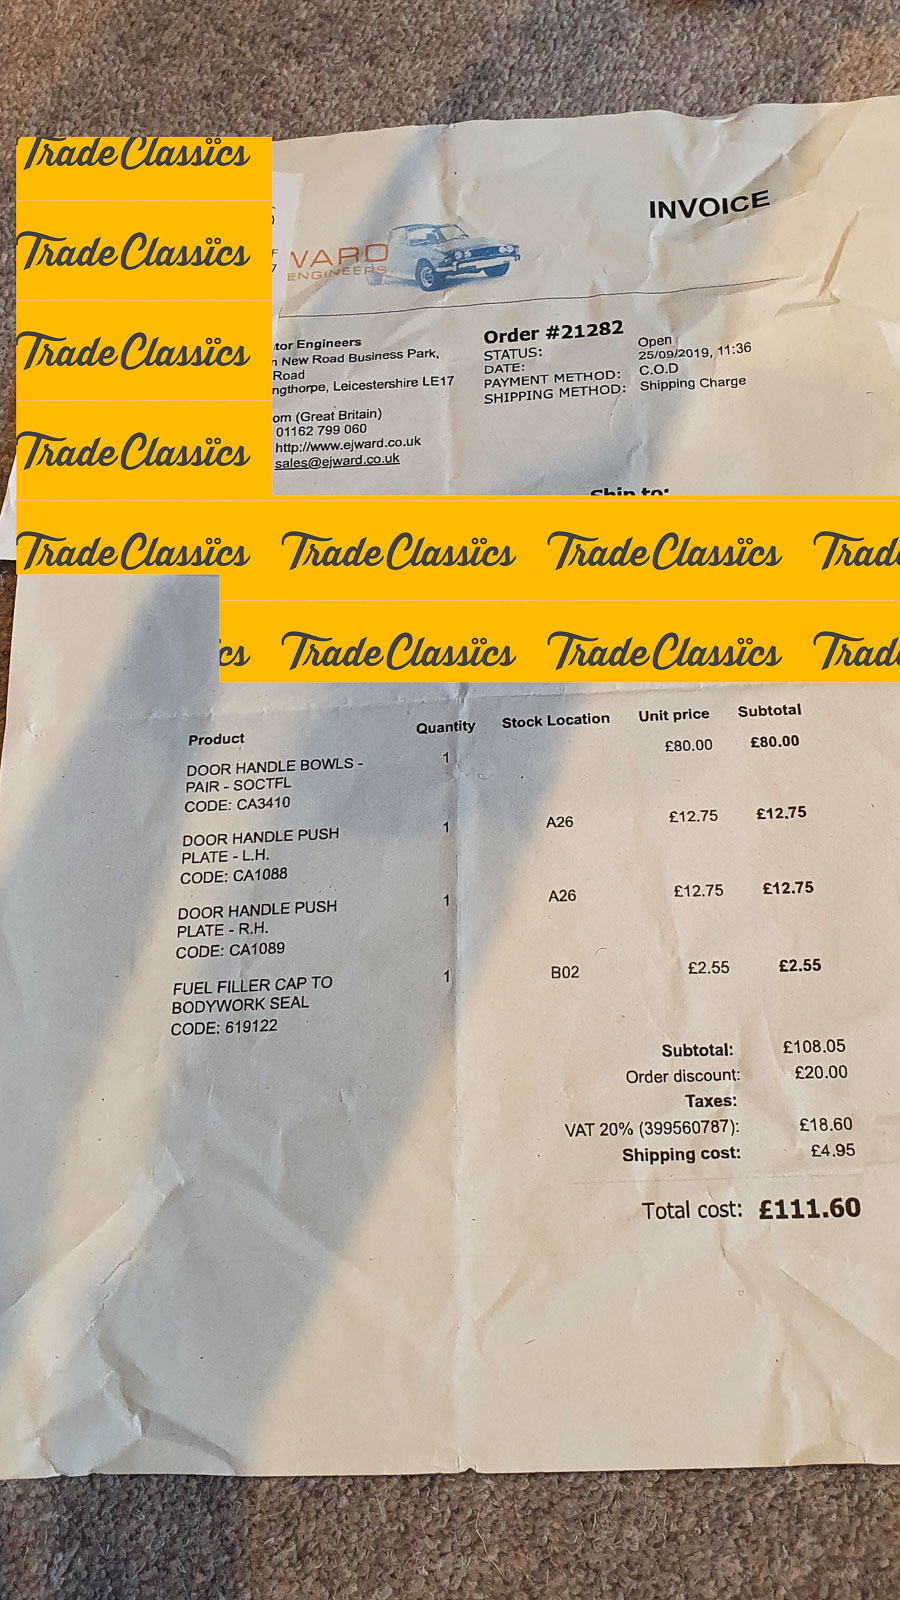 Trade Classics
INVOICE
Trade Classics
WARD
ENGINEERS
Trade Classics
Order #21282
STATUS: Open
DATE: 25/09/2019, 11:36
PAYMENT METHOD: C.O.D
SHIPPING METHOD: Shipping Charge
tor Engineers
n New Road Business Park,
Road
ngthorpe, Leicestershire LE17
om (Great Britain)
01162 799 060
http://www.ejward.co.uk
sales@ejward.co.uk
Trade Classics
Ship to:
Trade Classics Trade Classics Trade Classics Trad
cs Trade Classics Trade Classics Trad
Product Quantity Stock Location Unit price Subtotal
DOOR HANDLE BOWLS - 1 £80.00 £80.00
PAIR - SOCTFL
CODE: CA3410
DOOR HANDLE PUSH 1 A26 £12.75 £12.75
PLATE - L.H.
CODE: CA1088
DOOR HANDLE PUSH 1 A26 £12.75 £12.75
PLATE - R.H.
CODE: CA1089
FUEL FILLER CAP TO 1 B02 £2.55 £2.55
BODYWORK SEAL
CODE: 619122
Subtotal: £108.05
Order discount: £20.00
Taxes:
VAT 20% (399560787): £18.60
Shipping cost: £4.95
Total cost: £111.60